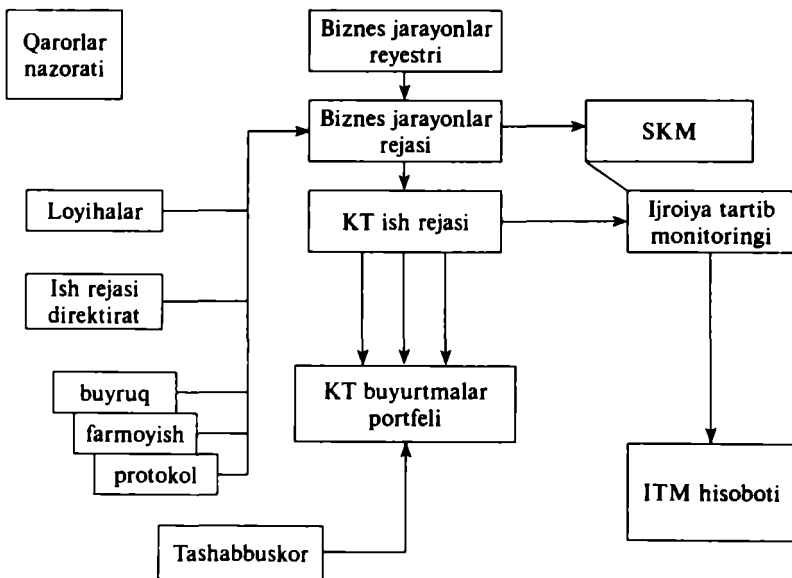 Qarorlar
nazorati
Biznes jarayonlar
reyestri
Biznes jarayonlar
rejasi
SKM
Loyihalar
KT ish rejasi
Ijroiya tartib
monitoringi
Ish rejasi
direktirat
buyruq
farmoyish
protokol
KT buyurtmalar
portfeli
ITM hisoboti
Tashabbuskor